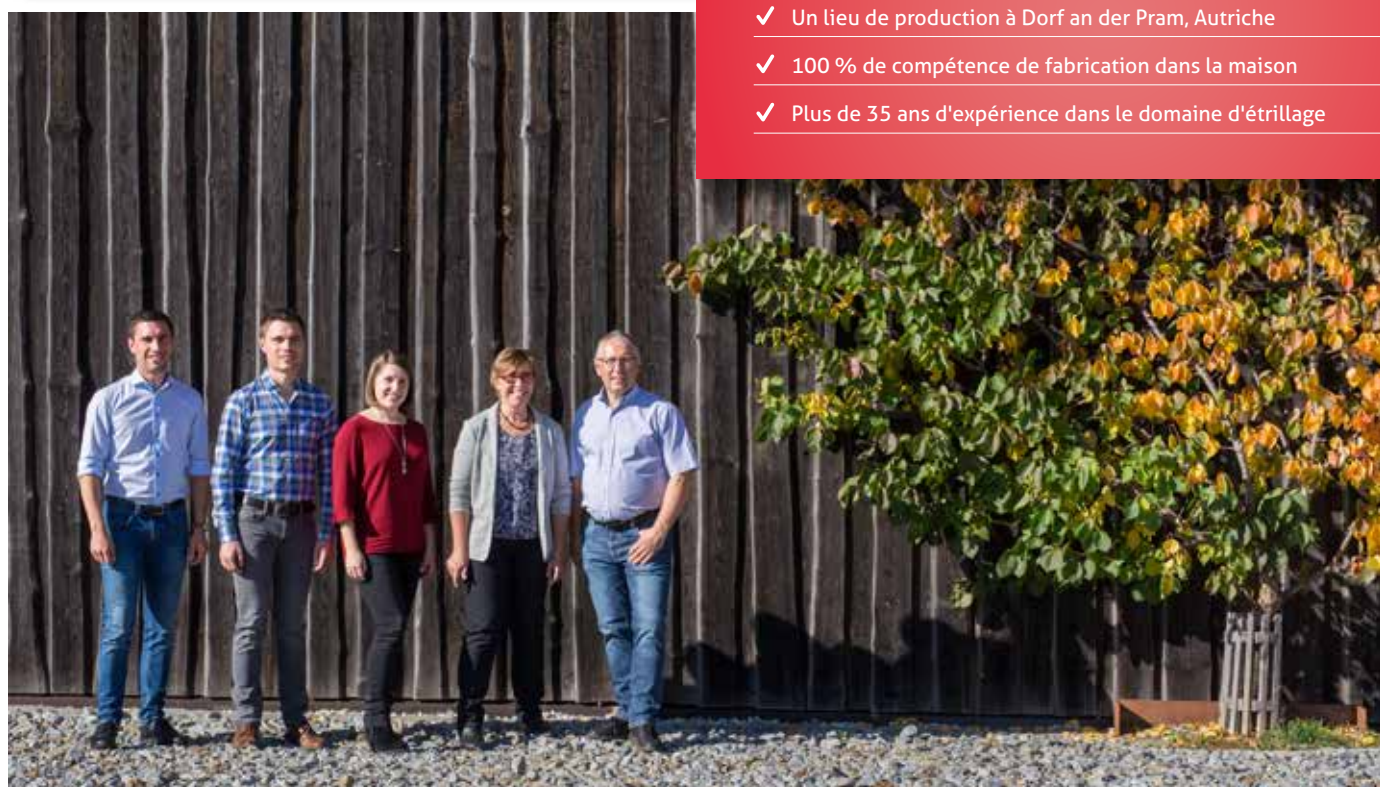 ✓ Un lieu de production à Dorf an der Pram, Autriche
✓ 100 % de compétence de fabrication dans la maison
✓ Plus de 35 ans d'expérience dans le domaine d'étrillage